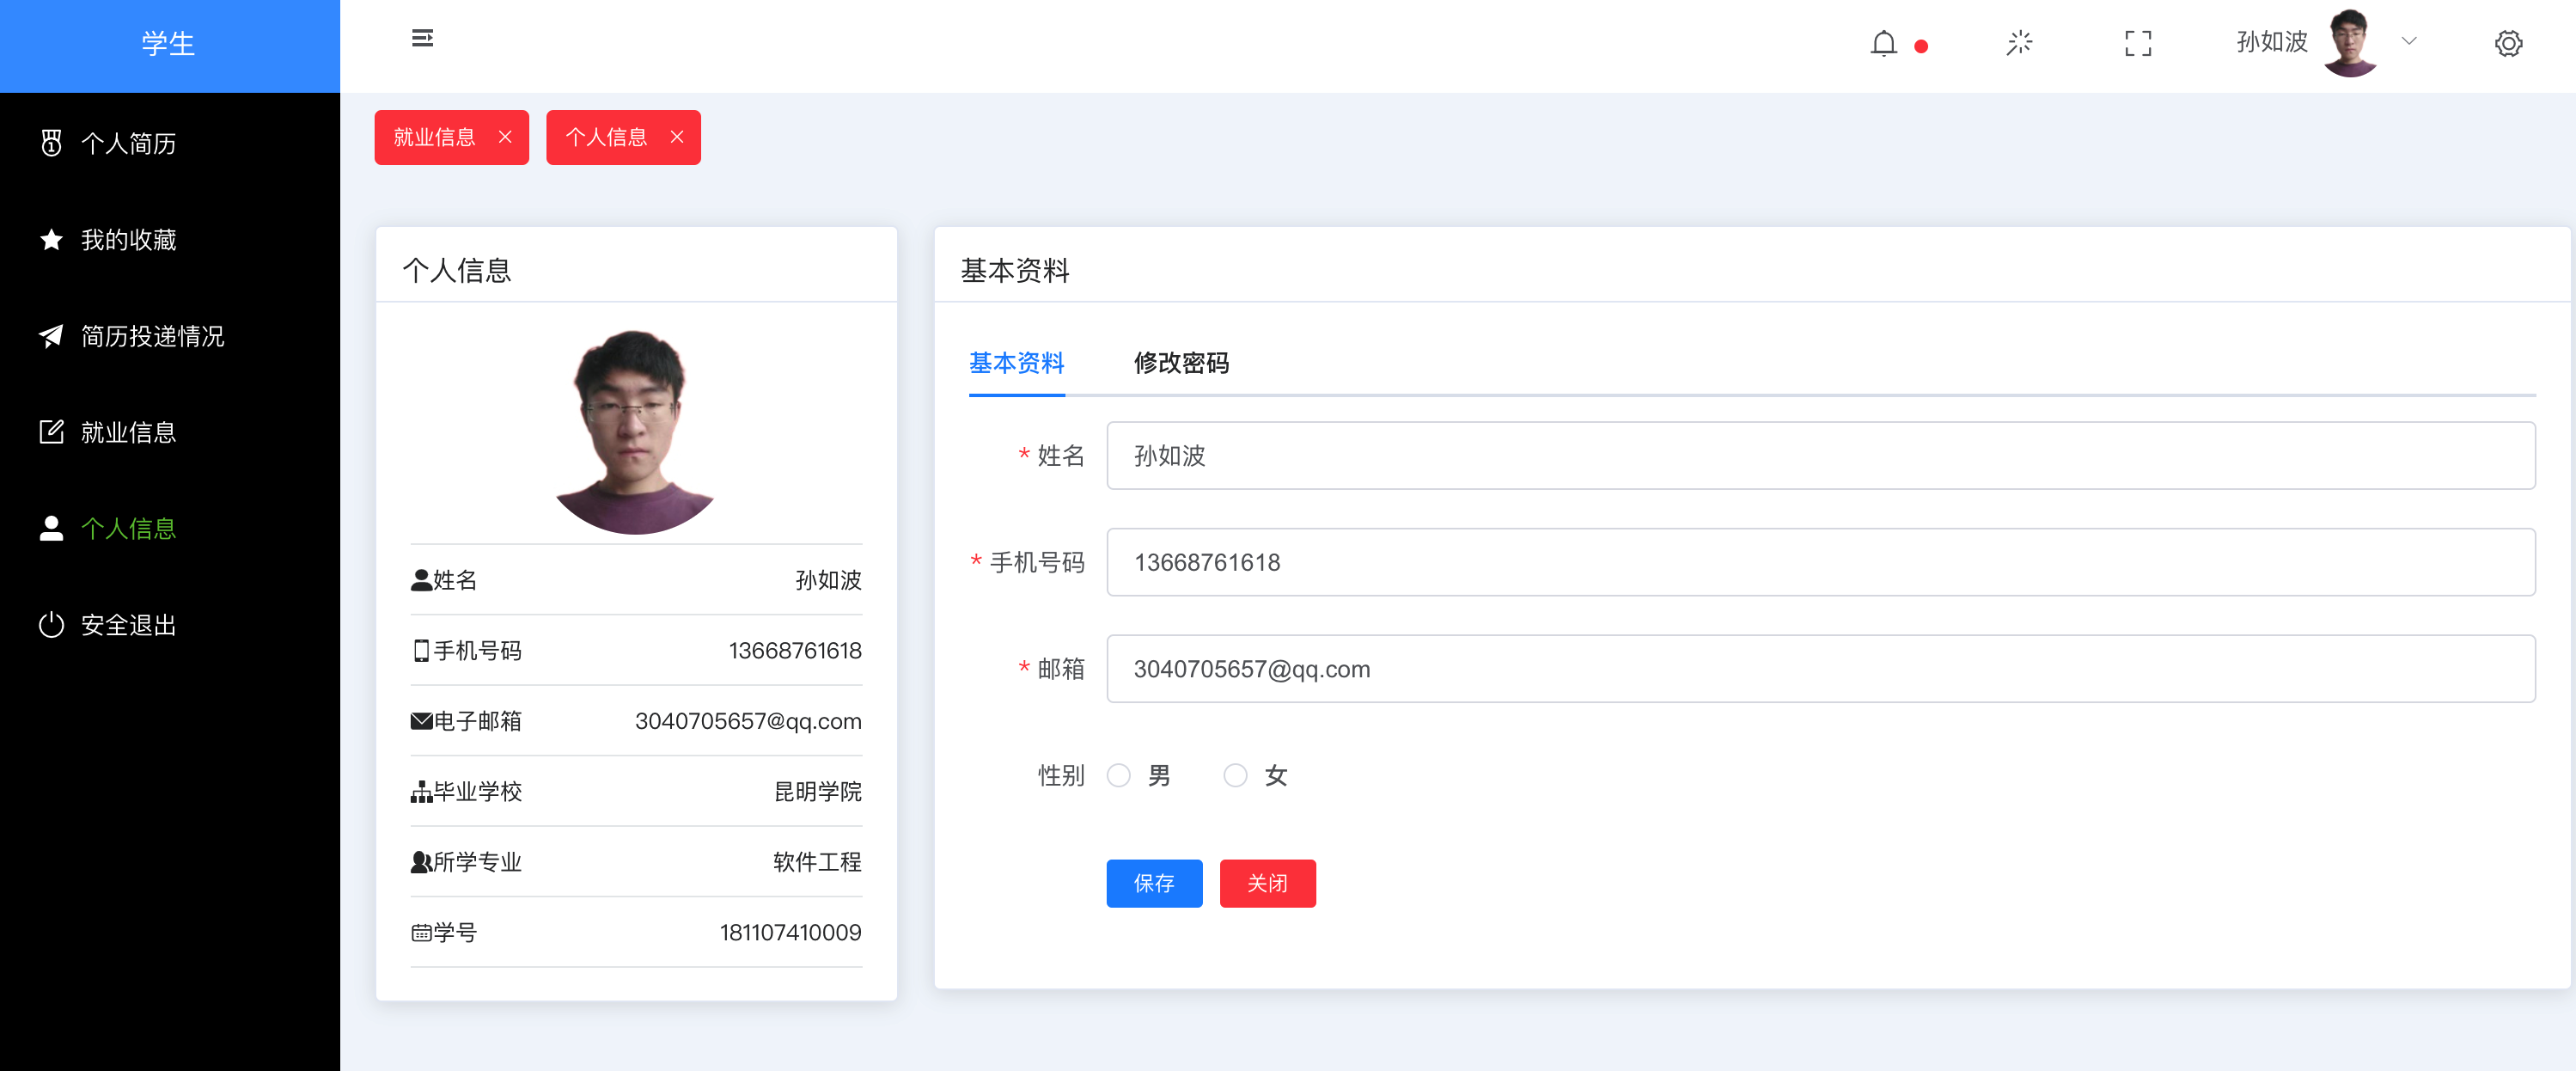 学生
孙如波
个人简历
我的收藏
简历投递情况
就业信息
个人信息
安全退出
就业信息 × 个人信息 ×
个人信息
姓名 孙如波
手机号码 13668761618
电子邮箱 3040705657@qq.com
毕业学校 昆明学院
所学专业 软件工程
学号 181107410009
基本资料
基本资料 修改密码
* 姓名 孙如波
* 手机号码 13668761618
* 邮箱 3040705657@qq.com
性别 男 女
保存 关闭